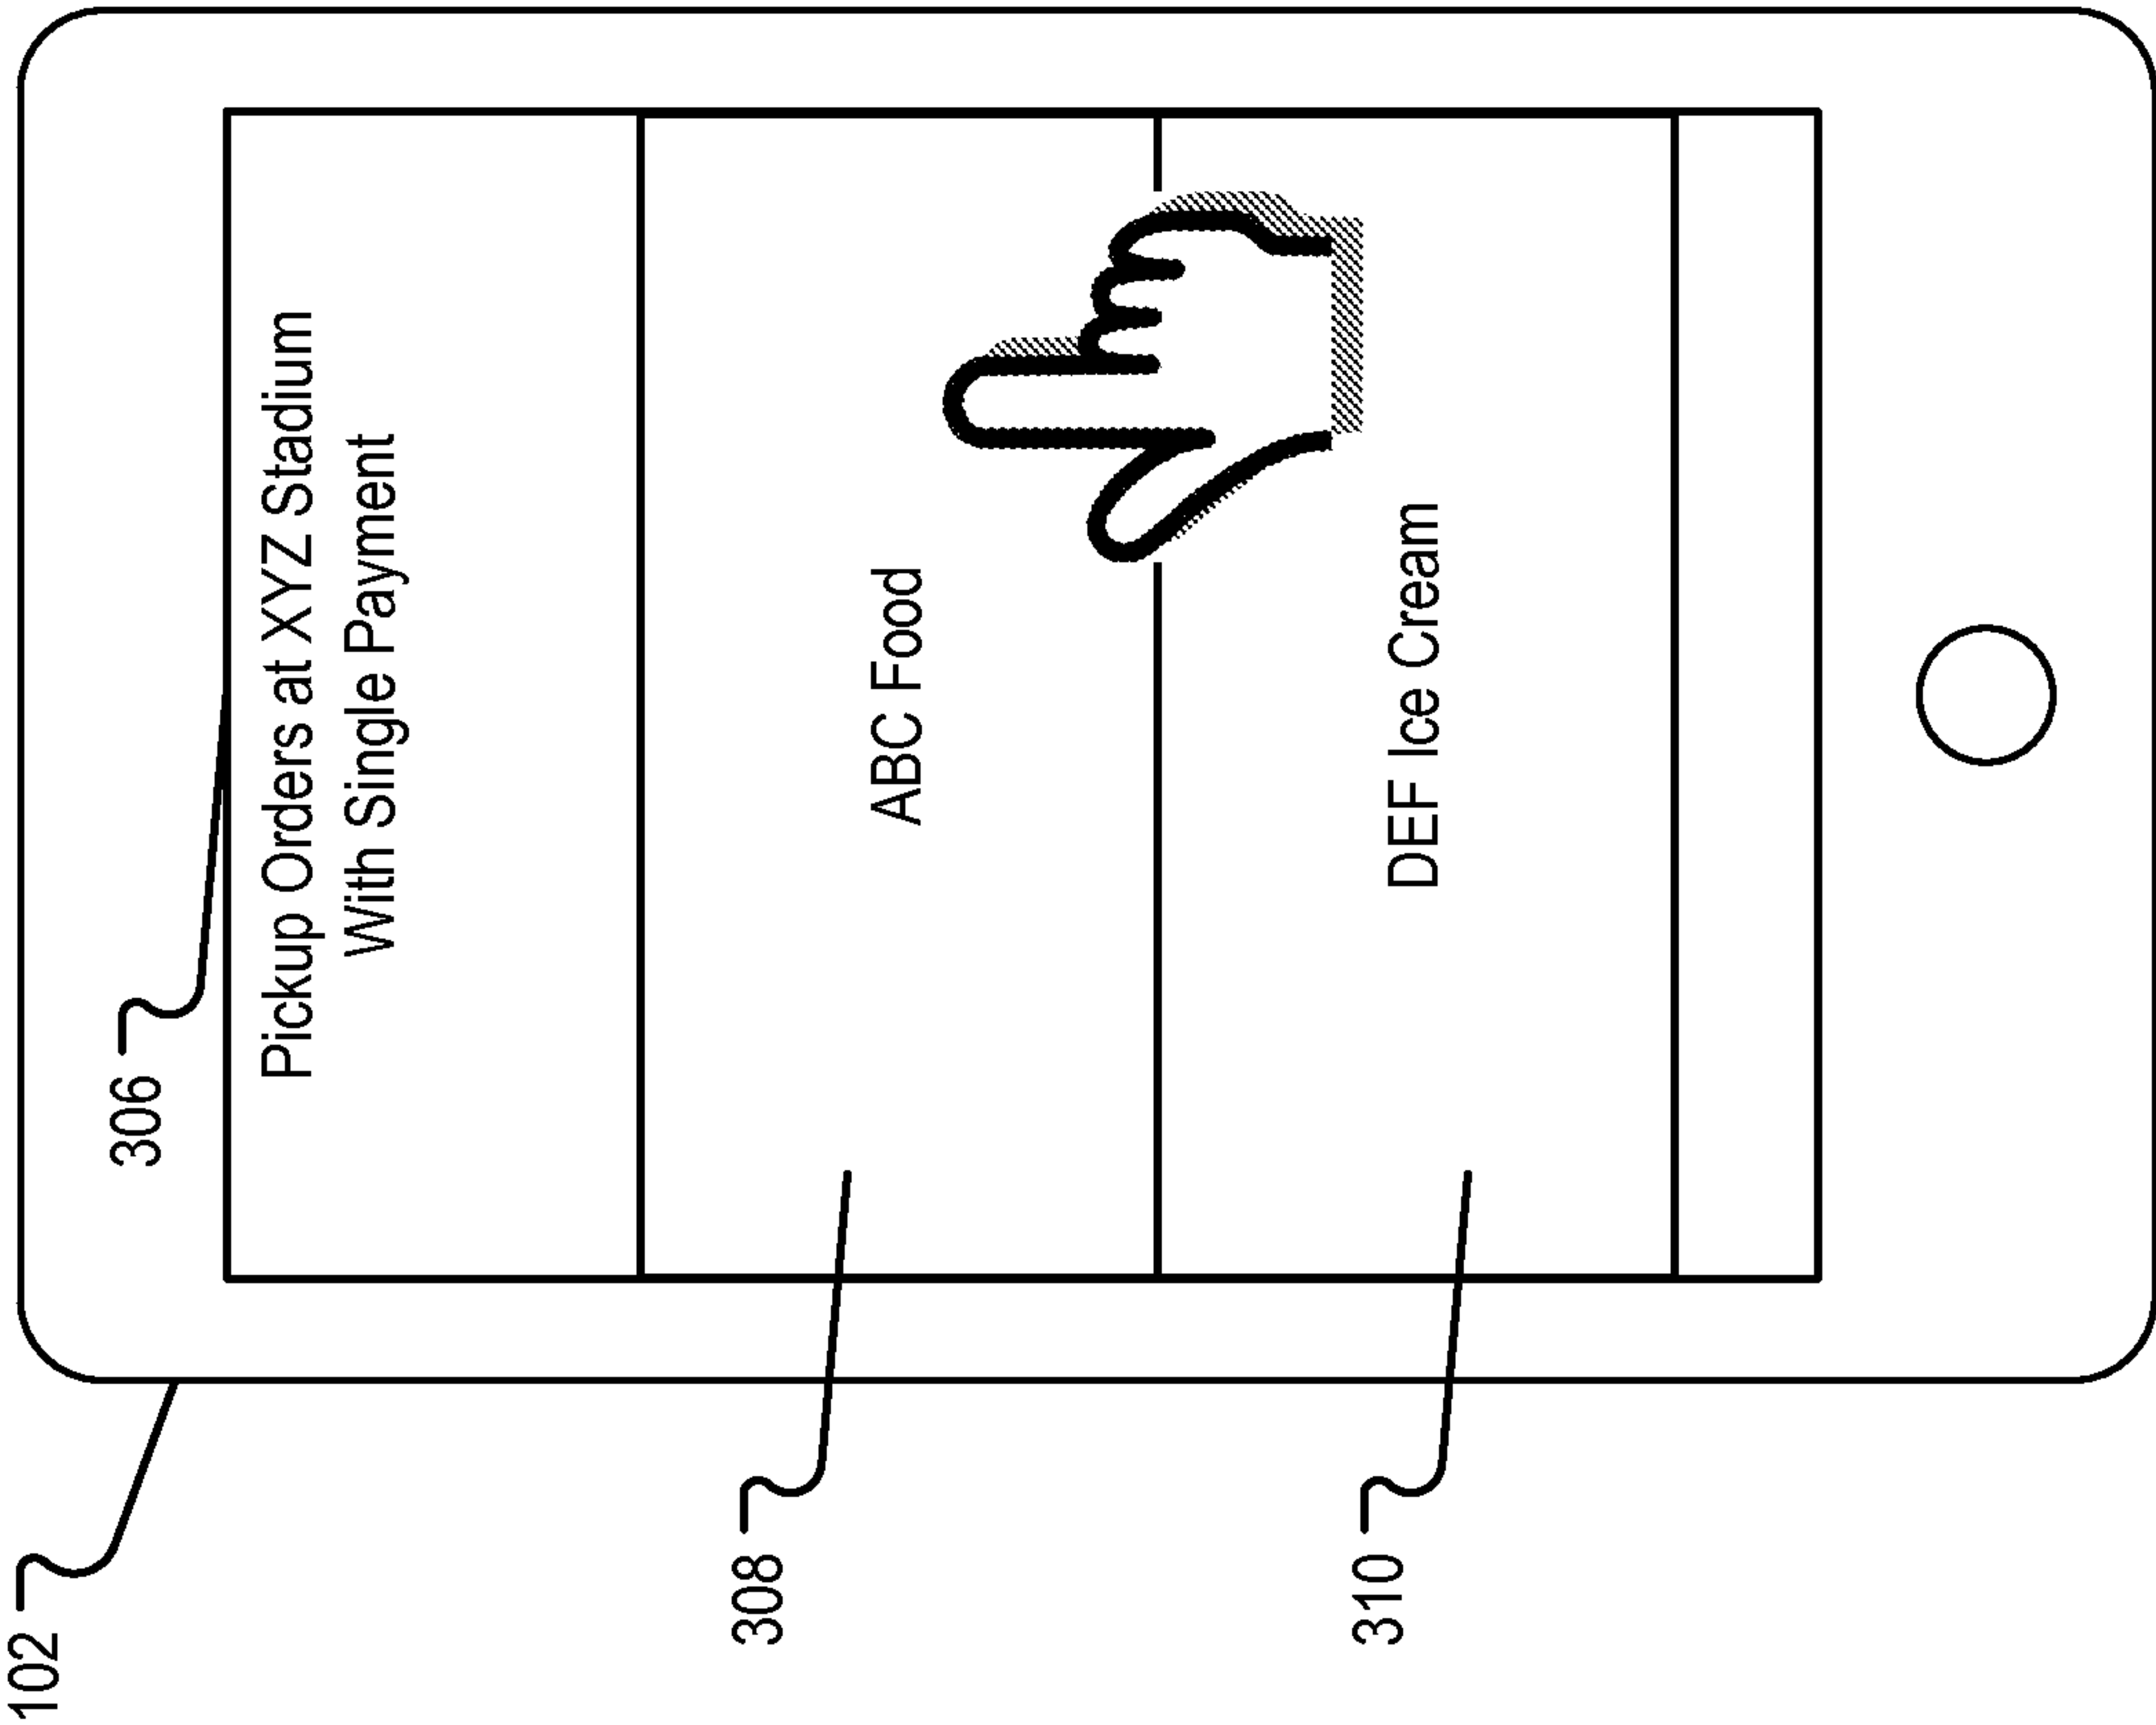 102
306
Pickup Orders at XYZ Stadium
With Single Payment
308
ABC Food
310
DEF Ice Cream